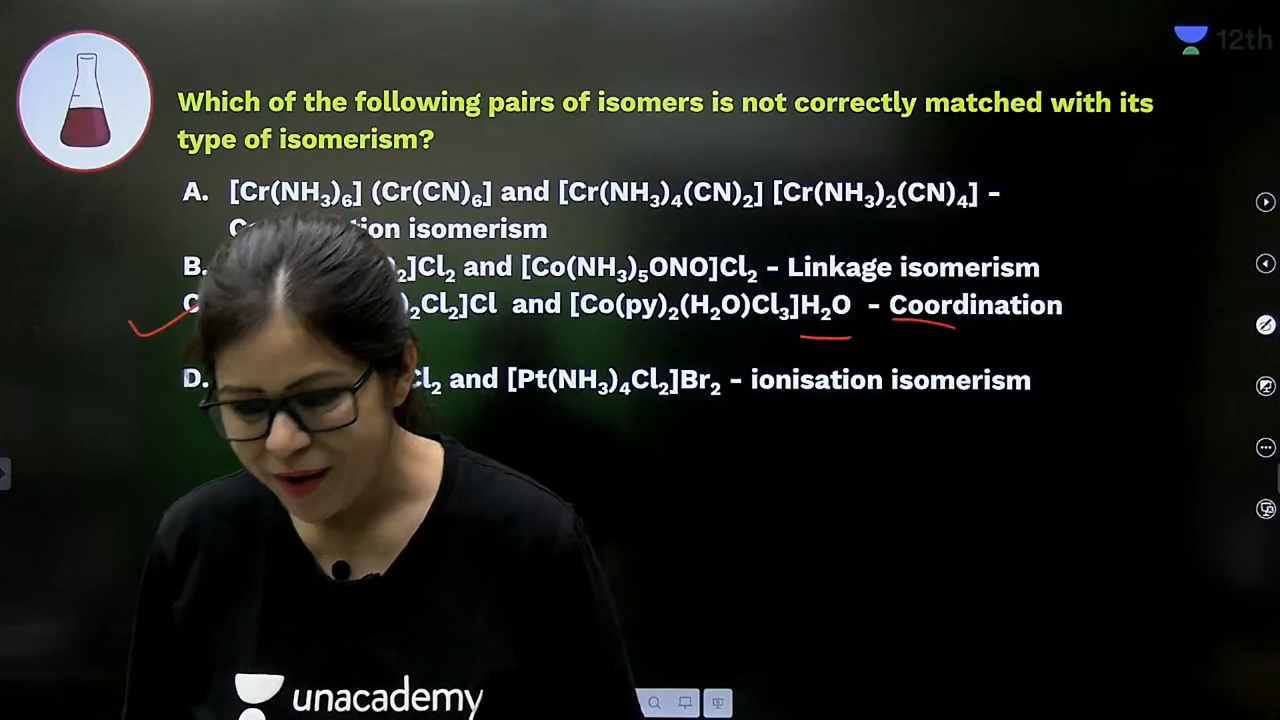 12th
Which of the following pairs of isomers is not correctly matched with its
type of isomerism?
A. [Cr(NH₃)₆] (Cr(CN)₆] and [Cr(NH₃)₄(CN)₂] [Cr(NH₃)₂(CN)₄] –
isomerism
B. ₂]Cl₂ and [Co(NH₃)₅ONO]Cl₂ – Linkage isomerism
C )₂Cl₂]Cl and [Co(py)₂(H₂O)Cl₃]H₂O – Coordination
D. Cl₂ and [Pt(NH₃)₄Cl₂]Br₂ – ionisation isomerism
unacademy